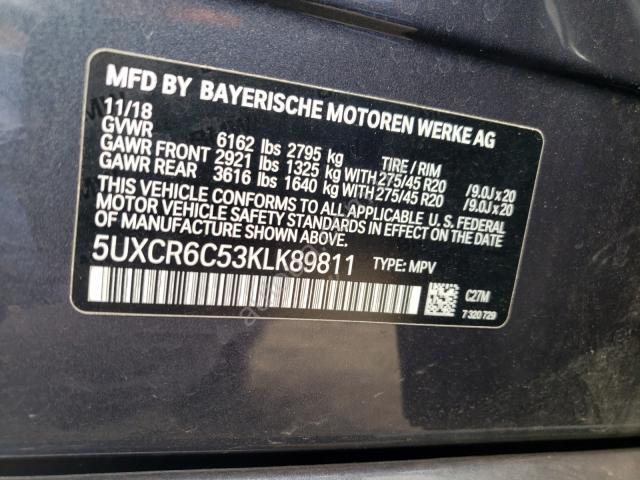 MFD BY BAYERISCHE MOTOREN WERKE AG
11/18
GVWR 6162 lbs 2795 kg TIRE / RIM
GAWR FRONT 2921 lbs 1325 kg WITH 275/45 R20 /9.0J x 20
GAWR REAR 3616 lbs 1640 kg WITH 275/45 R20 /9.0J x 20
THIS VEHICLE CONFORMS TO ALL APPLICABLE U.S. FEDERAL
MOTOR VEHICLE SAFETY STANDARDS IN EFFECT ON THE DATE
OF MANUFACTURE SHOWN ABOVE.
5UXCR6C53KLK89811 TYPE: MPV
C27M
7 320 729